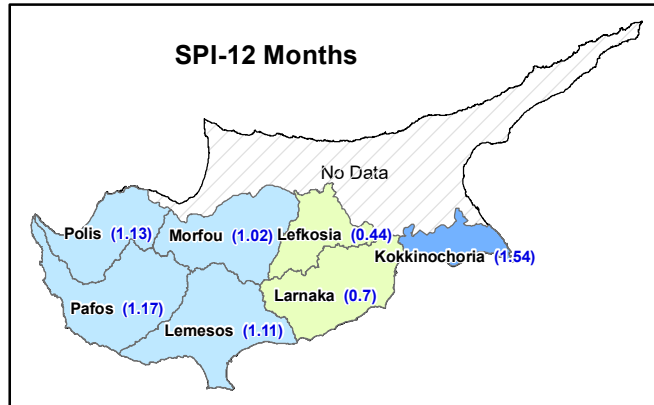 SPI-12 Months
No Data
Polis (1.13)
Morfou (1.02)
Lefkosia (0.44)
Kokkinochoria (1.54)
Pafos (1.17)
Larnaka (0.7)
Lemesos (1.11)